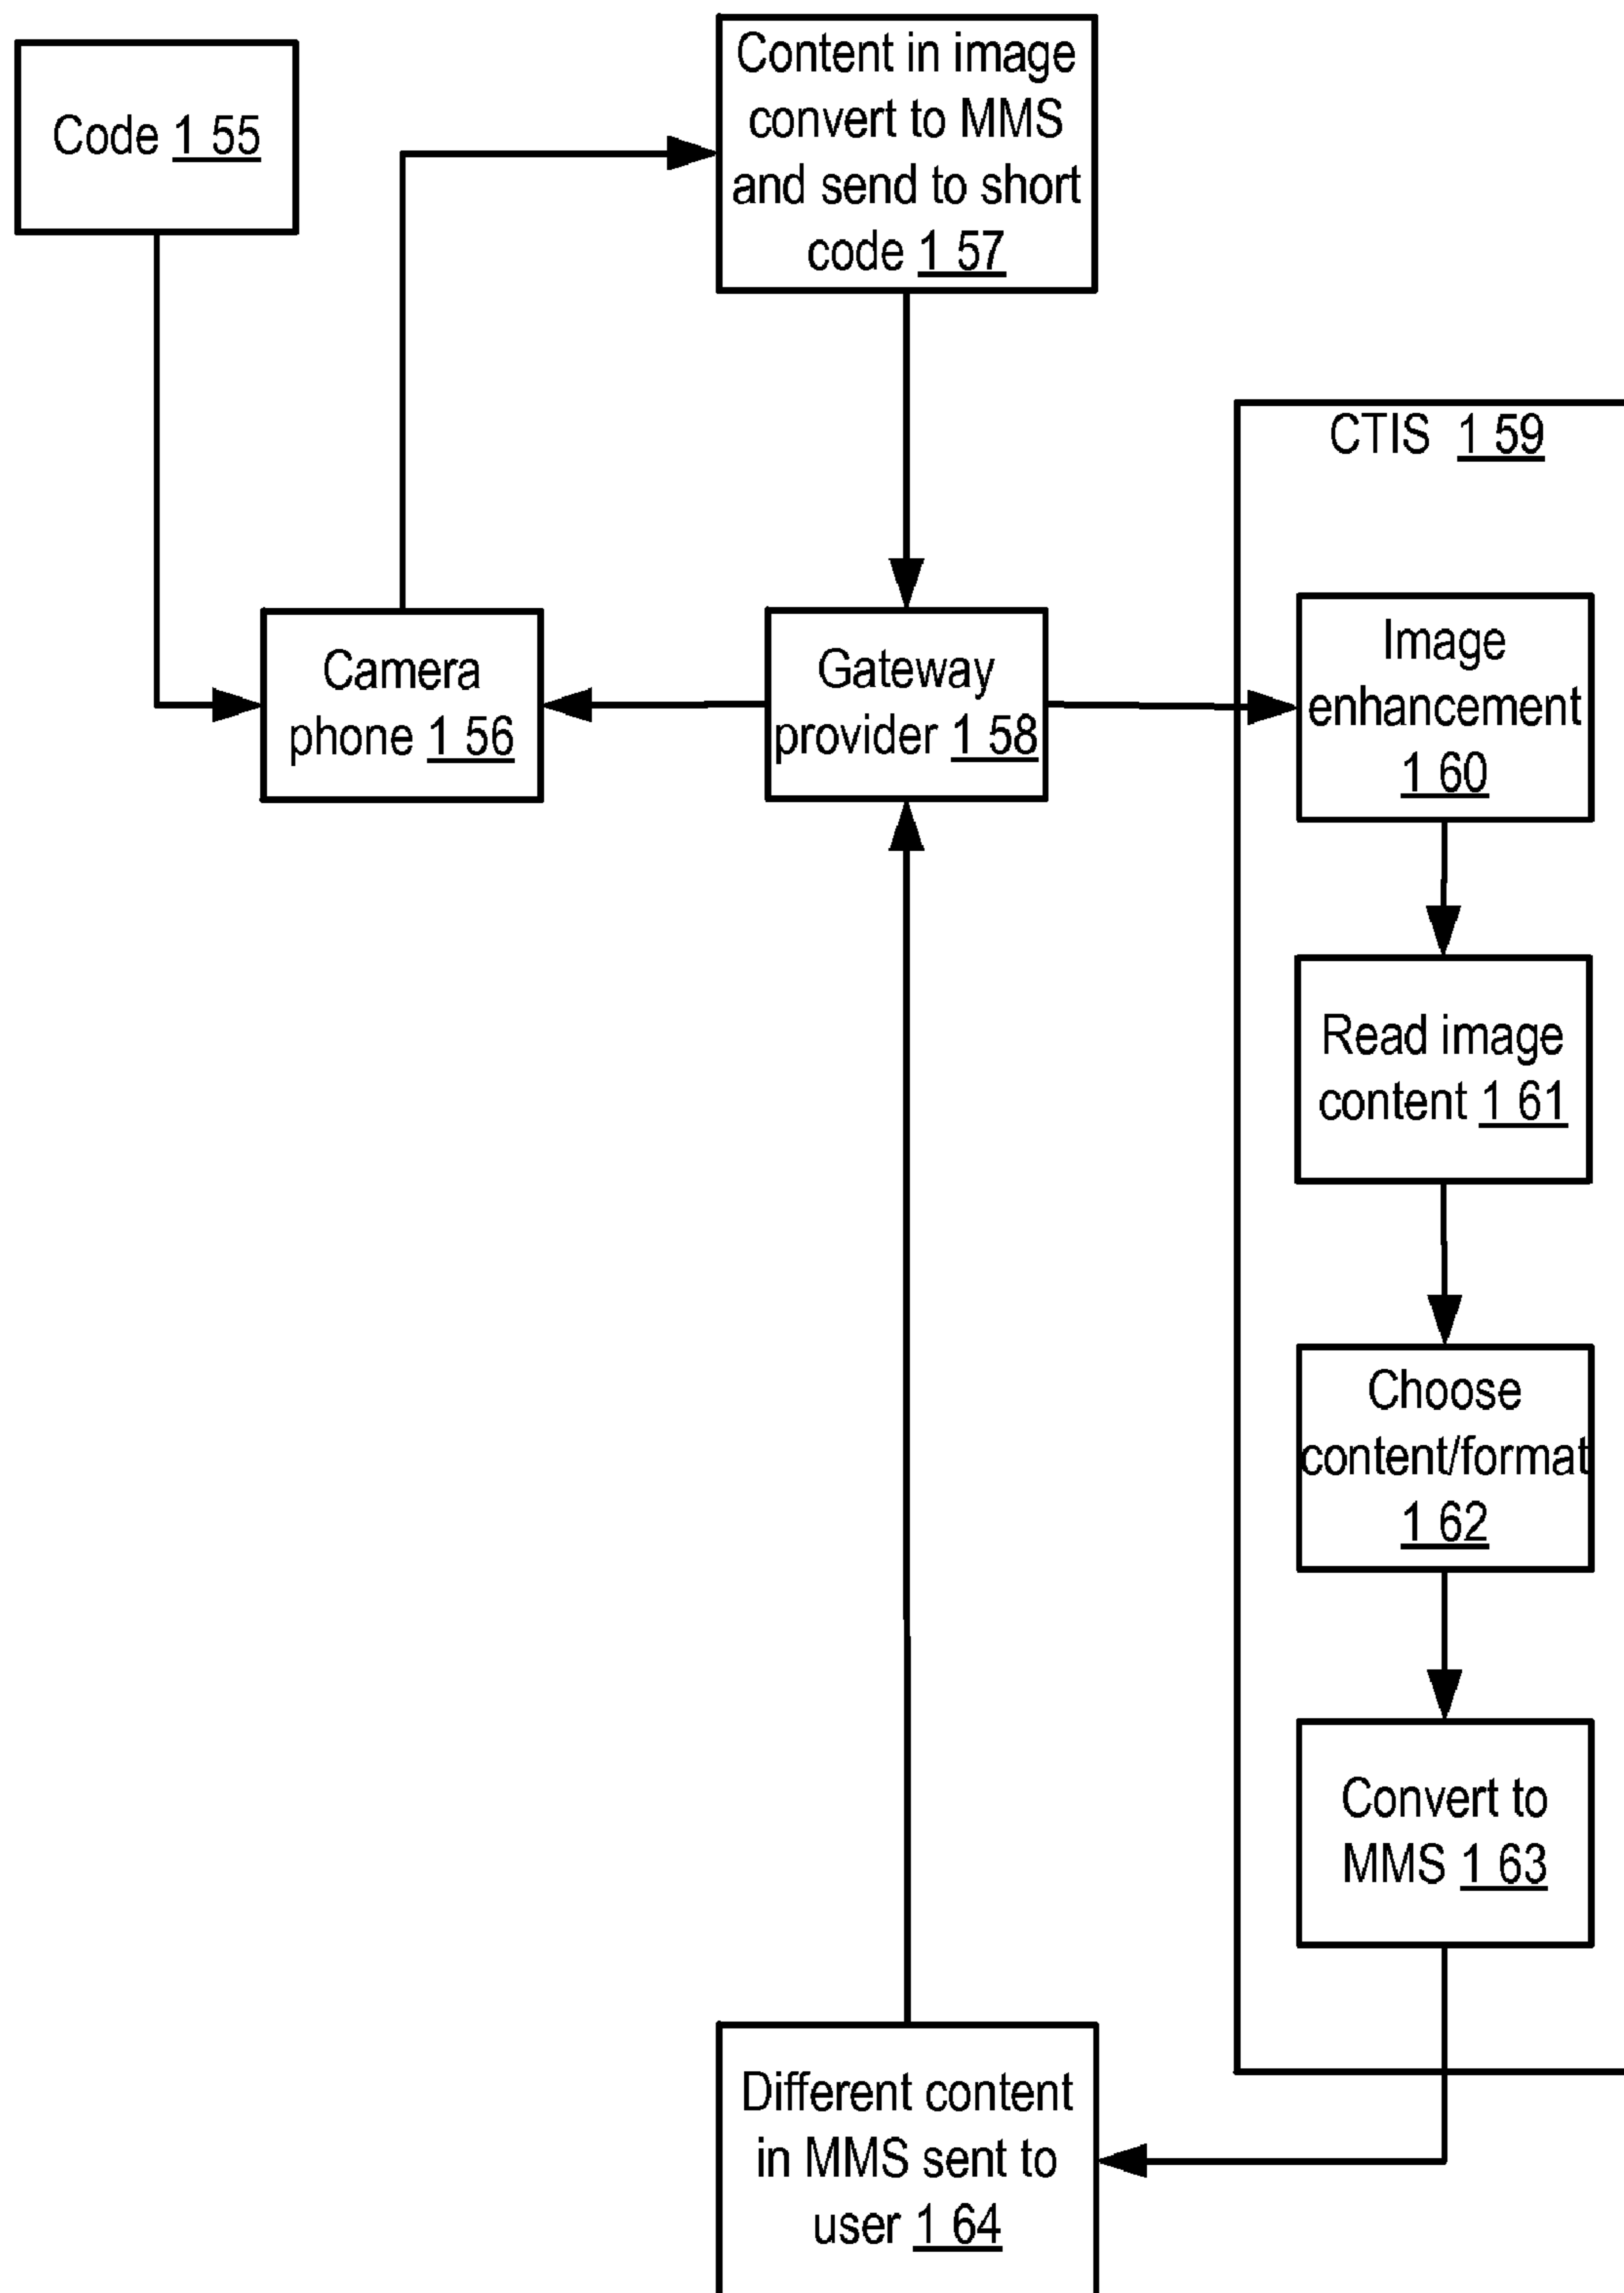 Code 1 55
Content in image
convert to MMS
and send to short
code 1 57
CTIS 1 59
Camera
phone 1 56
Gateway
provider 1 58
Image
enhancement
1 60
Read image
content 1 61
Choose
content/format
1 62
Convert to
MMS 1 63
Different content
in MMS sent to
user 1 64